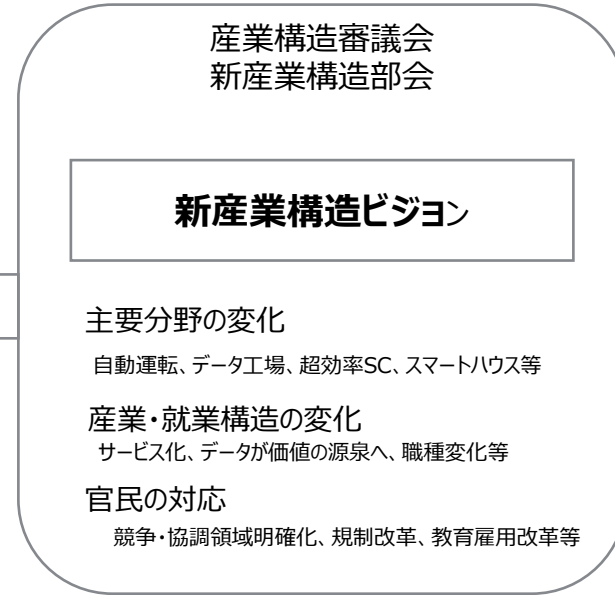 産業構造審議会
新産業構造部会
新産業構造ビジョン
主要分野の変化
自動運転、データ工場、超効率SC、スマートハウス等
産業・就業構造の変化
サービス化、データが価値の源泉へ、職種変化等
官民の対応
競争・協調領域明確化、規制改革、教育雇用改革等